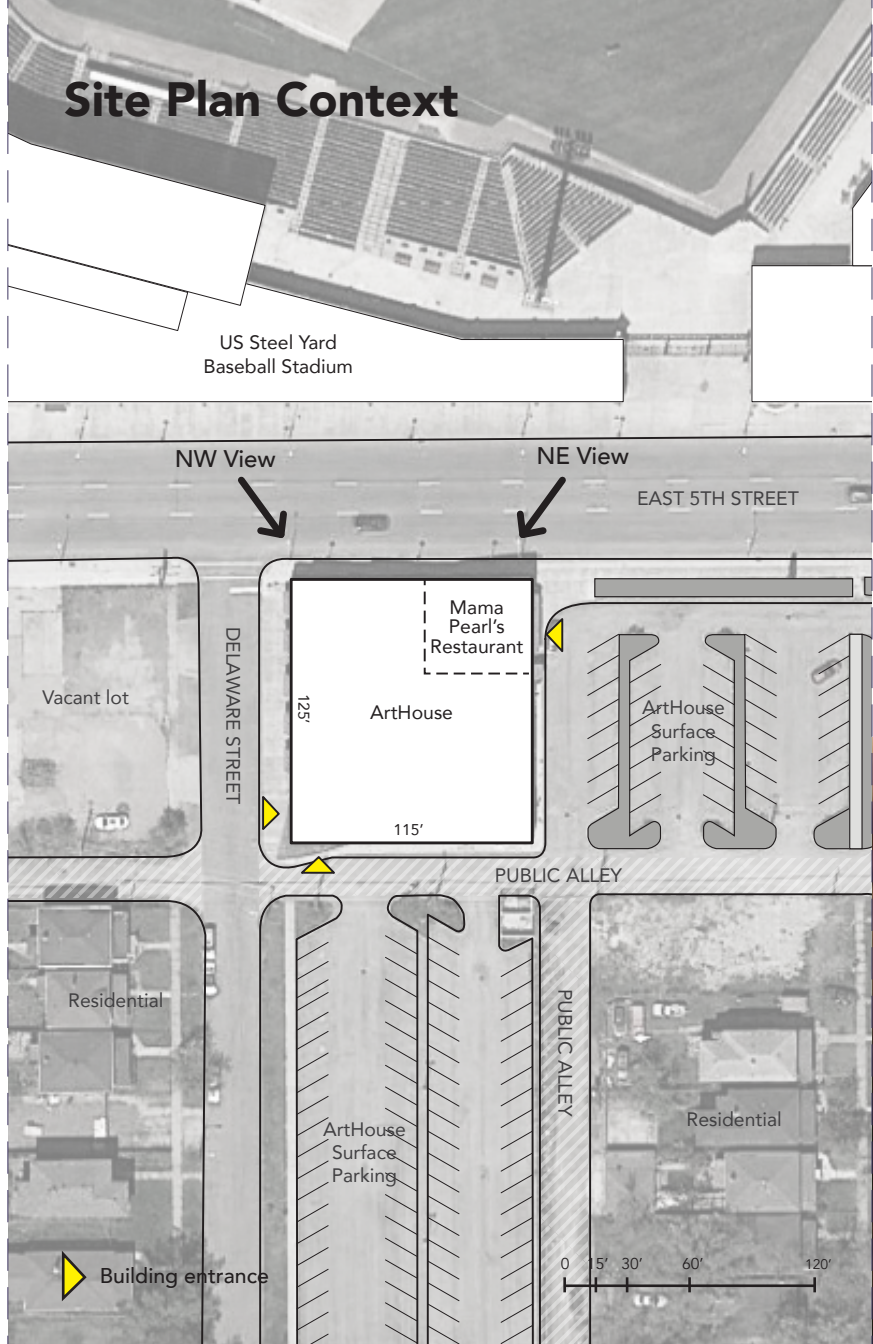 Site Plan Context
US Steel Yard
Baseball Stadium
NW View
NE View
EAST 5TH STREET
Mama
Pearl’s
Restaurant
DELAWARE STREET
Vacant lot
125’
ArtHouse
ArtHouse
Surface
Parking
115’
PUBLIC ALLEY
Residential
PUBLIC ALLEY
Residential
ArtHouse
Surface
Parking
Building entrance
0 15’ 30’ 60’ 120’